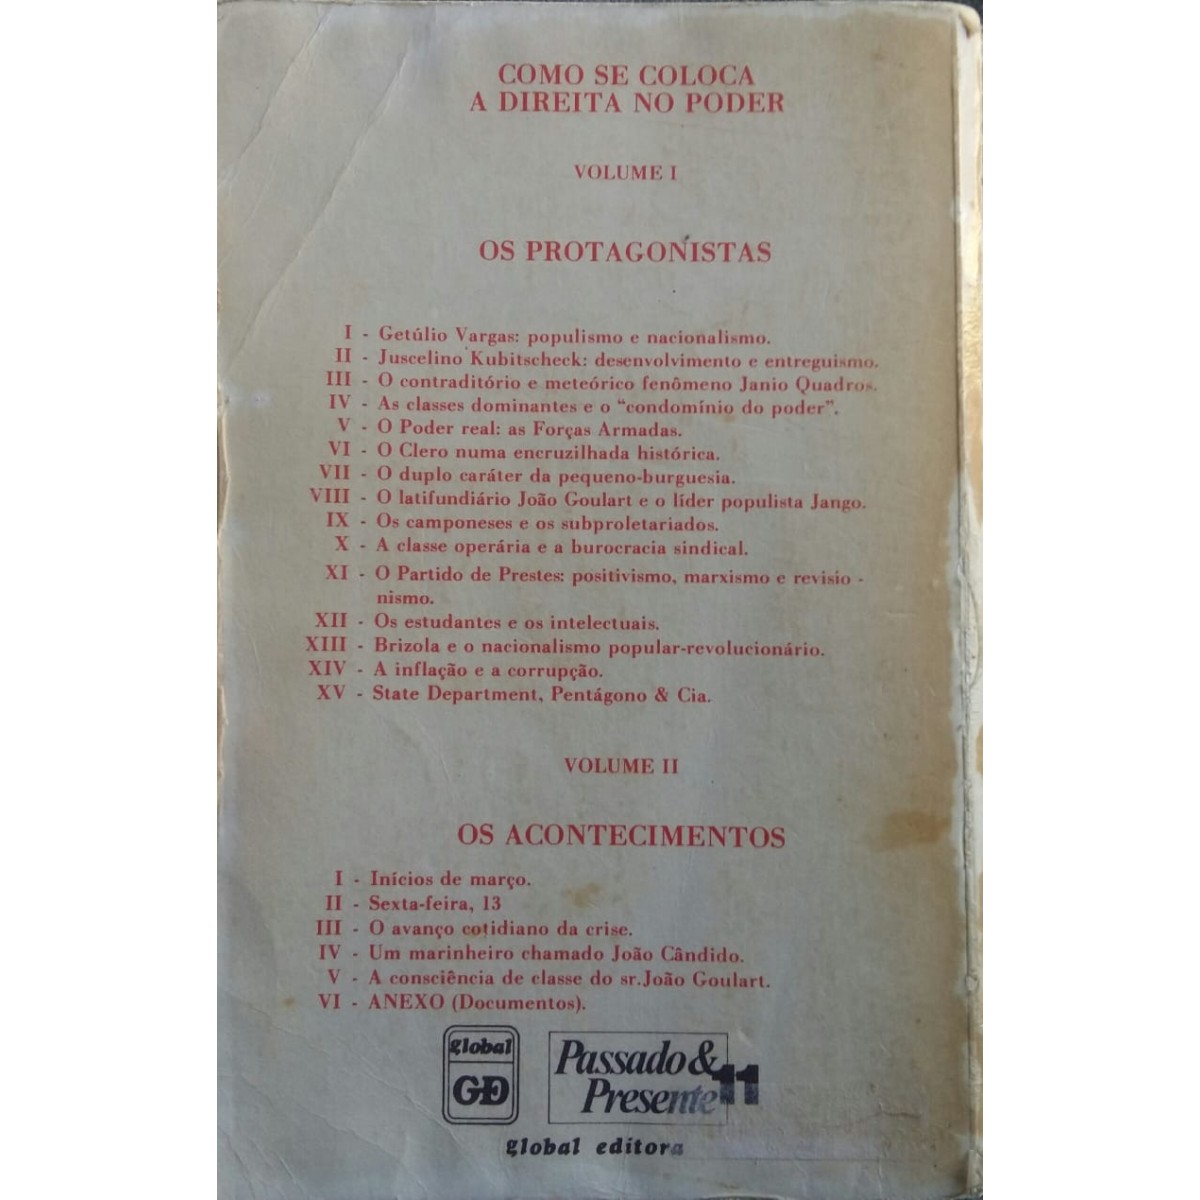 COMO SE COLOCA
A DIREITA NO PODER
VOLUME I
OS PROTAGONISTAS
I - Getúlio Vargas: populismo e nacionalismo.
II - Juscelino Kubitscheck: desenvolvimento e entreguismo.
III - O contraditório e meteórico fenômeno Janio Quadros.
IV - As classes dominantes e o “condomínio do poder”.
V - O Poder real: as Forças Armadas.
VI - O Clero numa encruzilhada histórica.
VII - O duplo caráter da pequeno-burguesia.
VIII - O latifundiário João Goulart e o líder populista Jango.
IX - Os camponeses e os subproletariados.
X - A classe operária e a burocracia sindical.
XI - O Partido de Prestes: positivismo, marxismo e revisio -
nismo.
XII - Os estudantes e os intelectuais.
XIII - Brizola e o nacionalismo popular-revolucionário.
XIV - A inflação e a corrupção.
XV - State Department, Pentágono & Cia.
VOLUME II
OS ACONTECIMENTOS
I - Inícios de março.
II - Sexta-feira, 13
III - O avanço cotidiano da crise.
IV - Um marinheiro chamado João Cândido.
V - A consciência de classe do sr.João Goulart.
VI - ANEXO (Documentos).
global
GE
Passado &
Presente 11
global editora